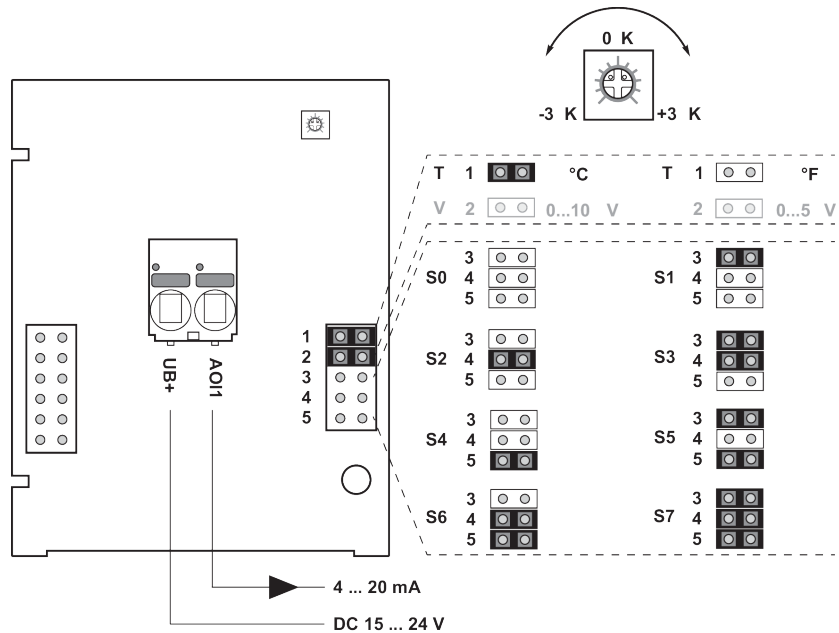 0 K
-3 K +3 K
T 1 °C T 1 °F
V 2 0...10 V 2 0...5 V
S0 3 4 5
S1 3 4 5
S2 3 4 5
S3 3 4 5
S4 3 4 5
S5 3 4 5
S6 3 4 5
S7 3 4 5
1
2
3
4
5
UB+
AOI1
4 ... 20 mA
DC 15 ... 24 V